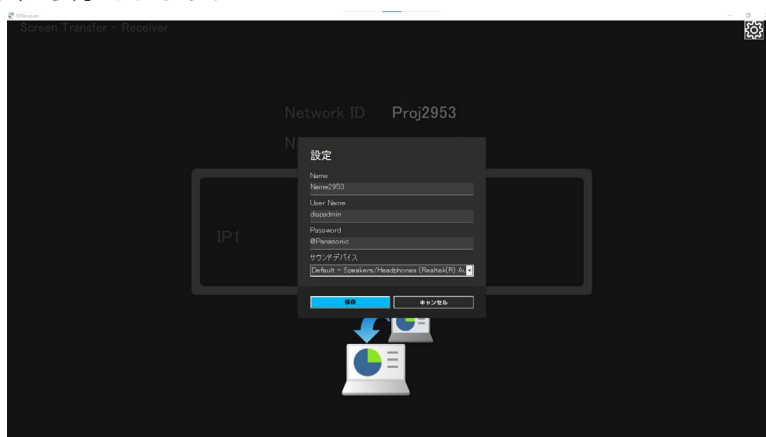 STReceiver
Screen Transfer - Receiver
Network ID Proj2953
N
設定
Name
Name2953
User Name
dispadmin
Password
@Panasonic
サウンドデバイス
Default - Speakers/Headphones (Realtek(R) Au
IP1
保存
キャンセル